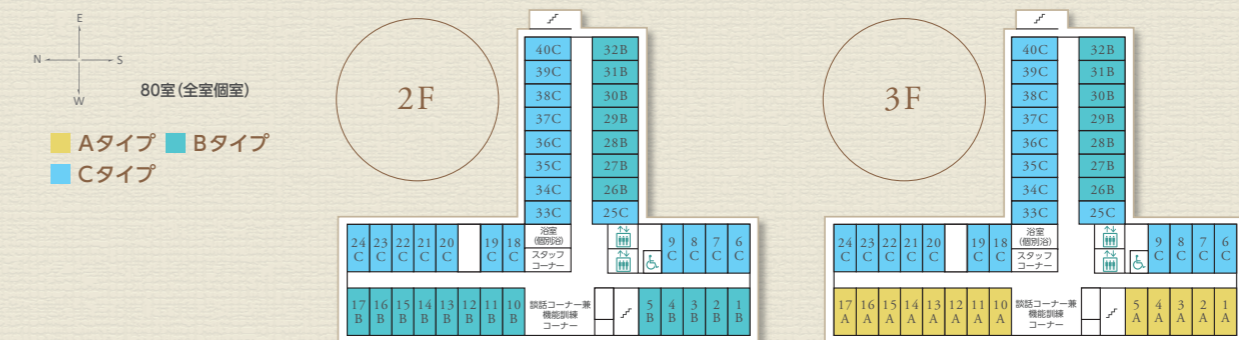 E
N
S
W
80室(全室個室)
Aタイプ Bタイプ
Cタイプ
2F
40C 32B
39C 31B
38C 30B
37C 29B
36C 28B
35C 27B
34C 26B
33C 25C
24C 23C 22C 21C 20C 19C 18C
浴室
(個別浴)
スタッフ
コーナー
9C 8C 7C 6C
17B 16B 15B 14B 13B 12B 11B 10B
談話コーナー兼
機能訓練
コーナー
5B 4B 3B 2B 1B
3F
40C 32B
39C 31B
38C 30B
37C 29B
36C 28B
35C 27B
34C 26B
33C 25C
24C 23C 22C 21C 20C 19C 18C
浴室
(個別浴)
スタッフ
コーナー
9C 8C 7C 6C
17A 16A 15A 14A 13A 12A 11A 10A
談話コーナー兼
機能訓練
コーナー
5A 4A 3A 2A 1A